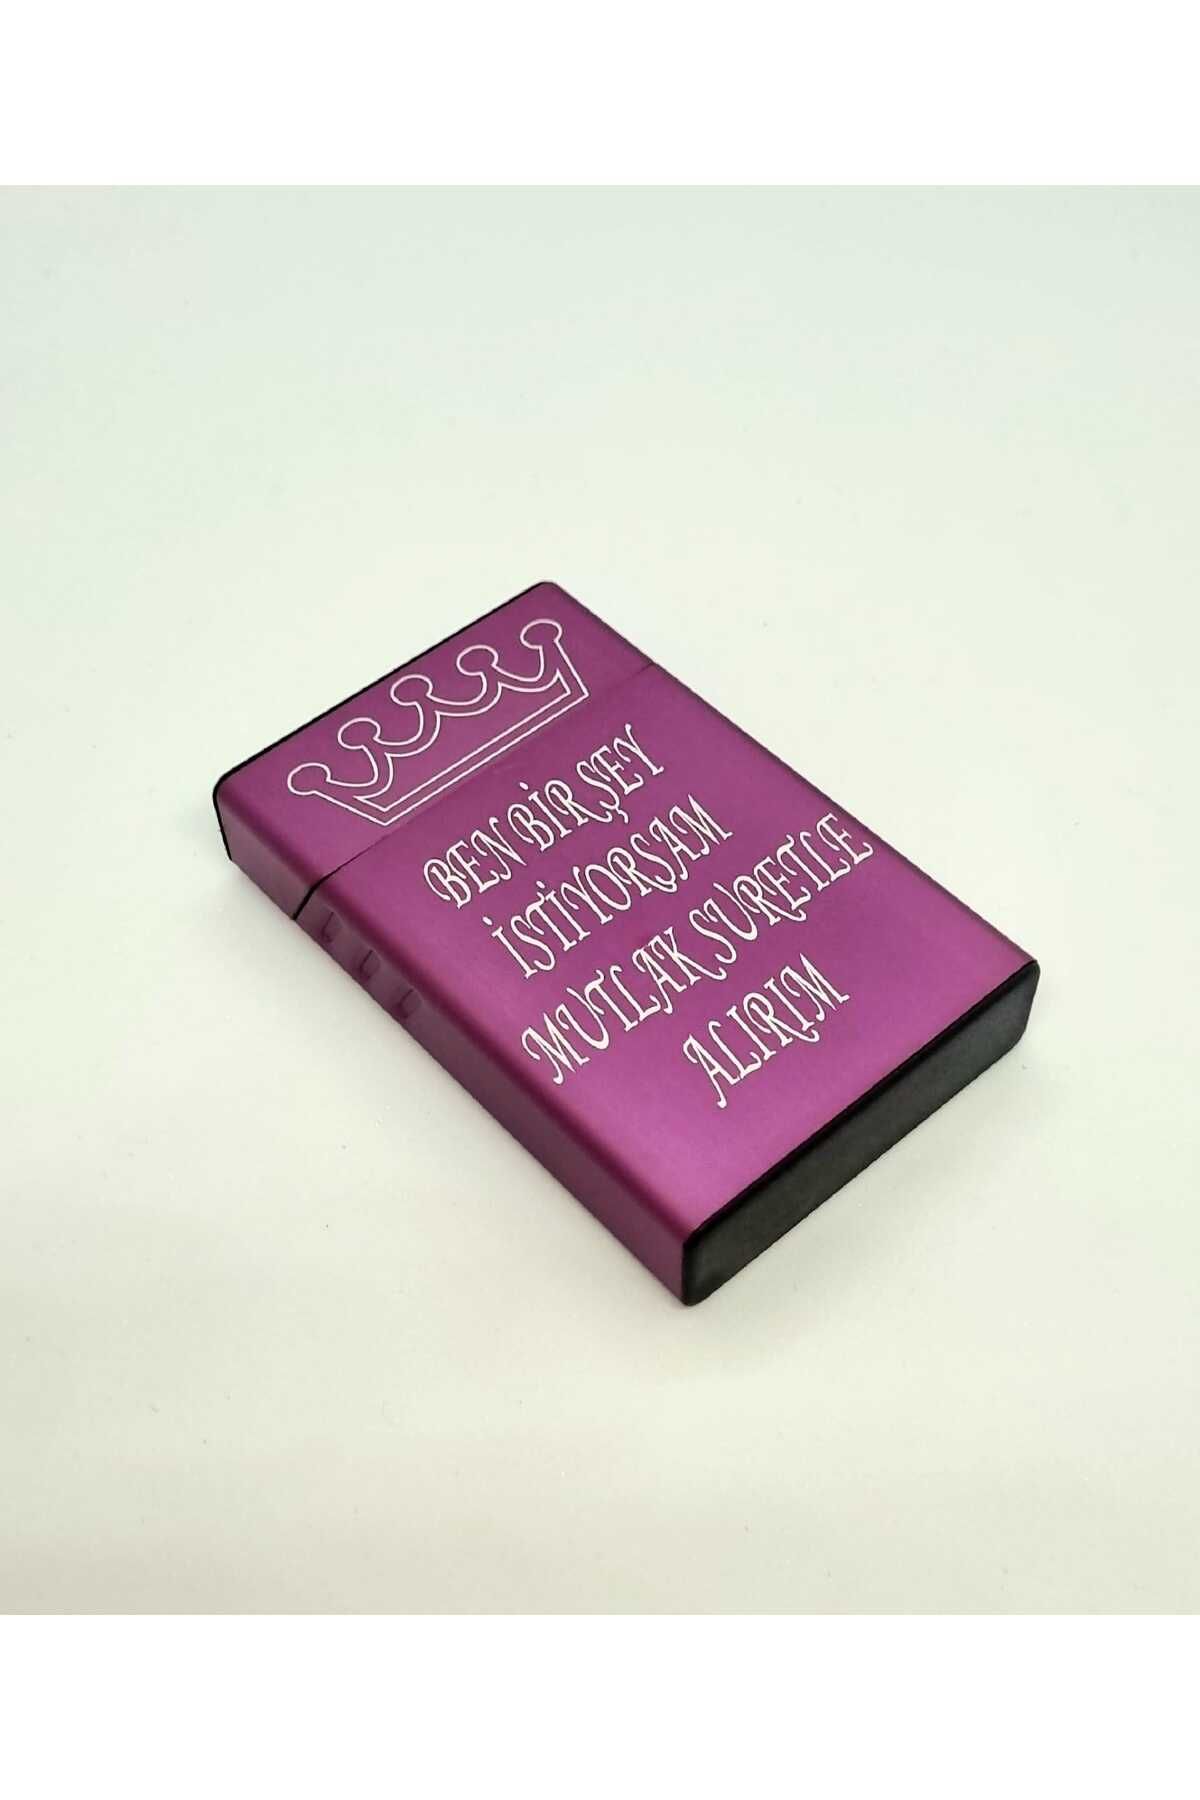 BEN BİR ŞEY
İSTİYORSAM
MUTLAK SURETLE
ALIRIM